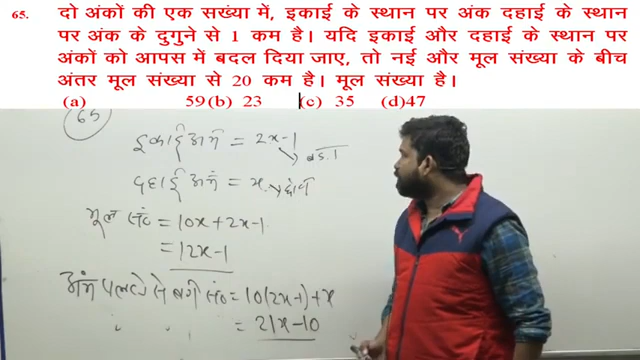 65. दो अंकों की एक सख्या में, इकाई के स्थान पर अंक दहाई के स्थान
पर अंक के दुगुने से 1 कम है। यदि इकाई और दहाई के स्थान पर
अंकों को आपस में बदल दिया जाए, तो नई और मूल संख्या के बीच
अंतर मूल संख्या से 20 कम है। मूल संख्या है।
(a) 59(b) 23 (c) 35 (d)47
65
इकाई अंक = 2x-1
दहाई अंक = x
मूल सं० = 10x+2x-1
= 12x-1
अंक पलटने से बनी सं० = 10(2x-1)+x
= 21x-10